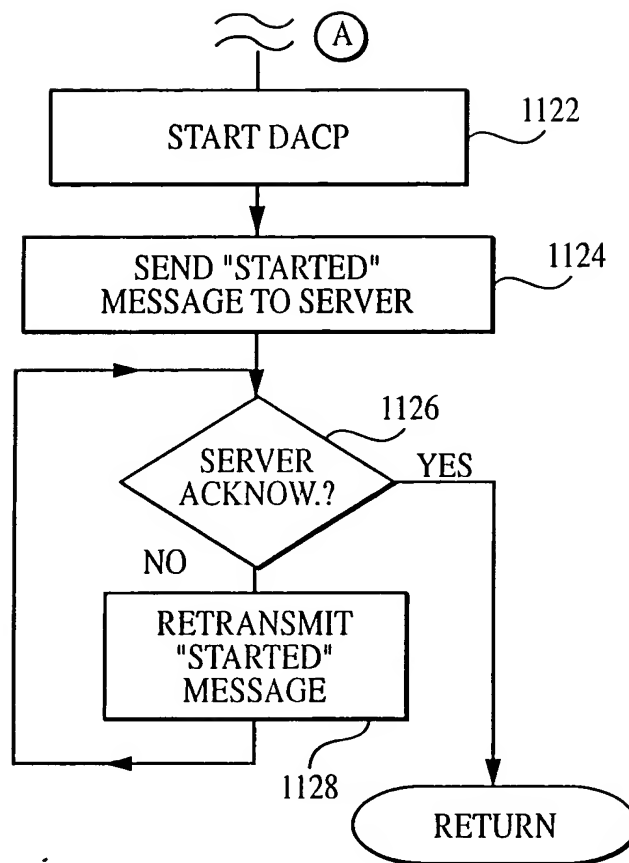 A
START DACP
1122
SEND "STARTED"
MESSAGE TO SERVER
1124
1126
SERVER
ACKNOW.?
YES
NO
RETRANSMIT
"STARTED"
MESSAGE
1128
RETURN